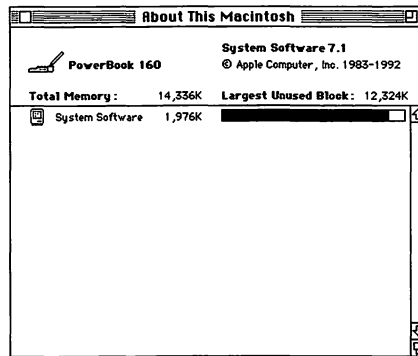 About This Macintosh
System Software 7.1
PowerBook 160
© Apple Computer, Inc. 1983-1992
Total Memory : 14,336K Largest Unused Block : 12,324K
System Software 1,976K